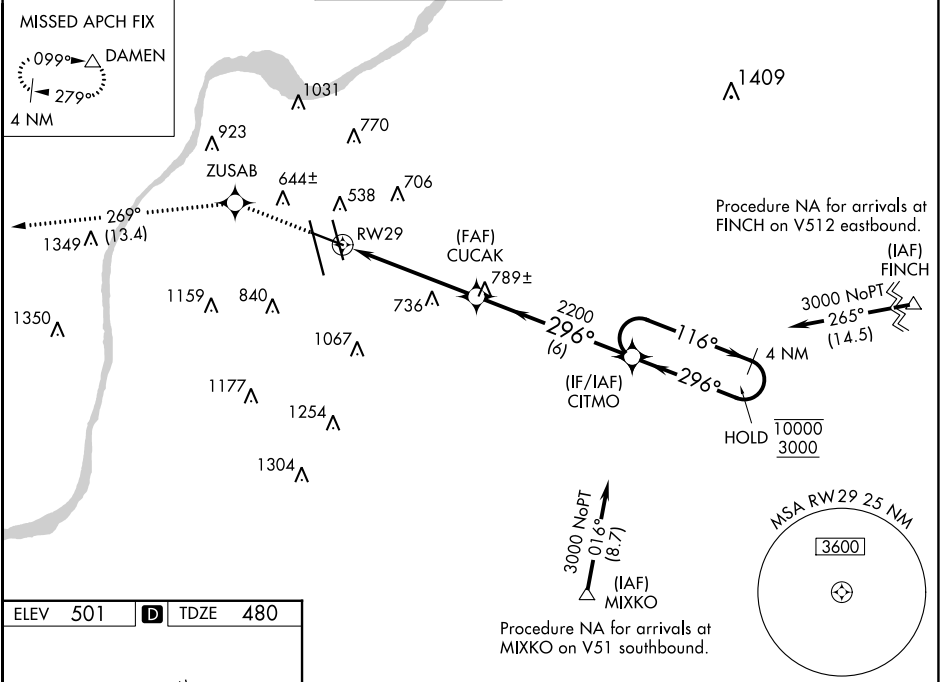 MISSED APCH FIX
099° DAMEN
279°
4 NM
1031
1409
923
770
ZUSAB
644±
538
706
RW29
Procedure NA for arrivals at
FINCH on V512 eastbound.
269°
(13.4)
1349
(FAF)
CUCAK
789±
(IAF)
FINCH
3000 NoPT
265°
(14.5)
1159
840
736
2200
296°
(6)
116°
4 NM
1350
1067
296°
(IF/IAF)
CITMO
1177
1254
HOLD 10000
3000
1304
3000 NoPT
016°
(8.7)
MSA RW29 25 NM
3600
(IAF)
MIXKO
Procedure NA for arrivals at
MIXKO on V51 southbound.
ELEV 501 D TDZE 480